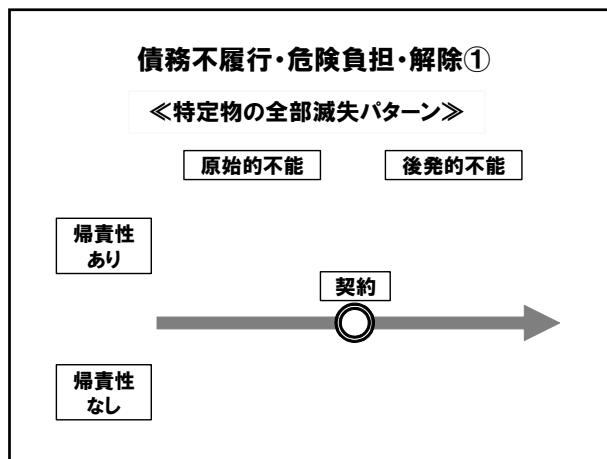 債務不履行・危険負担・解除①
≪特定物の全部滅失パターン≫
原始的不能
後発的不能
帰責性
あり
契約
帰責性
なし